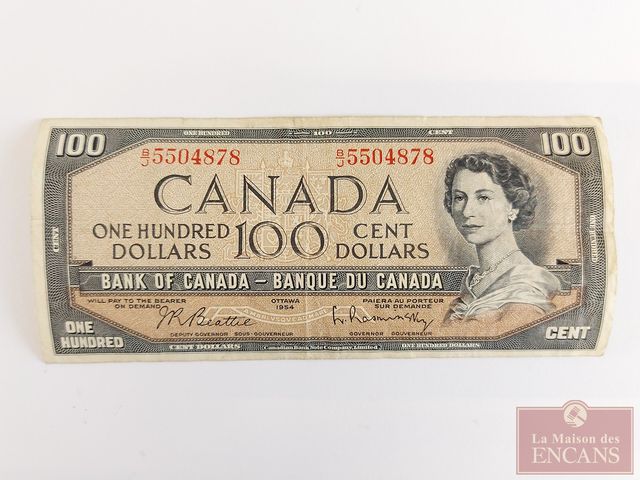 ONE HUNDRED 100 CENT
100 100
B/J 5504878 B/J 5504878
CANADA
ONE HUNDRED DOLLARS 100 CENT DOLLARS
BANK OF CANADA – BANQUE DU CANADA
WILL PAY TO THE BEARER ON DEMAND
OTTAWA 1954
PAIERA AU PORTEUR SUR DEMANDE
J.R. Beattie
L. Rasminsky
DEPUTY GOVERNOR SOUS-GOUVERNEUR
GOVERNOR GOUVERNEUR
ONE HUNDRED
CENT
CENT DOLLARS Canadian Bank Note Company, Limited ONE HUNDRED DOLLARS
CENT
La Maison des
ENCANS